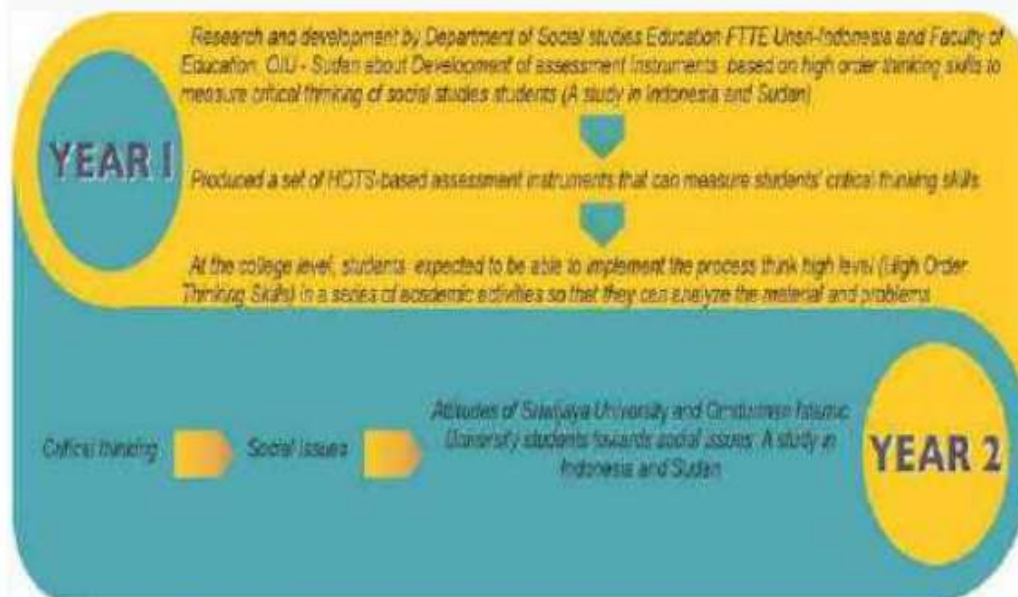 Research and development by Department of Social studies Education FTTE Unsri-Indonesia and Faculty of
Education, OIU - Sudan about Development of assessment instruments based on high order thinking skills to
measure critical thinking of social studies students (A study in Indonesia and Sudan)
YEAR 1
Produced a set of HOTS-based assessment instruments that can measure students' critical thinking skills
At the college level, students expected to be able to implement the process think high level (High Order
Thinking Skills) in a series of academic activities so that they can analyze the material and problems
Attitudes of Sriwijaya University and Omdurman Islamic
Critical thinking
Social issues
University students towards social issues: A study in
Indonesia and Sudan
YEAR 2